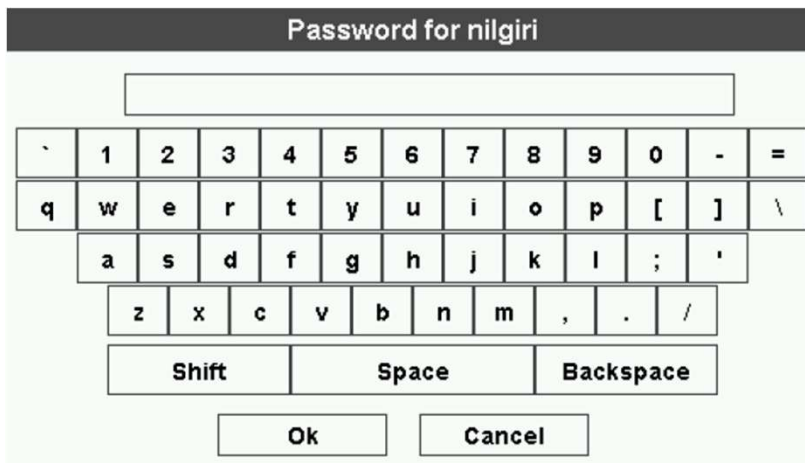 Password for nilgiri
` 1 2 3 4 5 6 7 8 9 0 - =
q w e r t y u i o p [ ] \
a s d f g h j k l ; '
z x c v b n m , . /
Shift Space Backspace
Ok Cancel